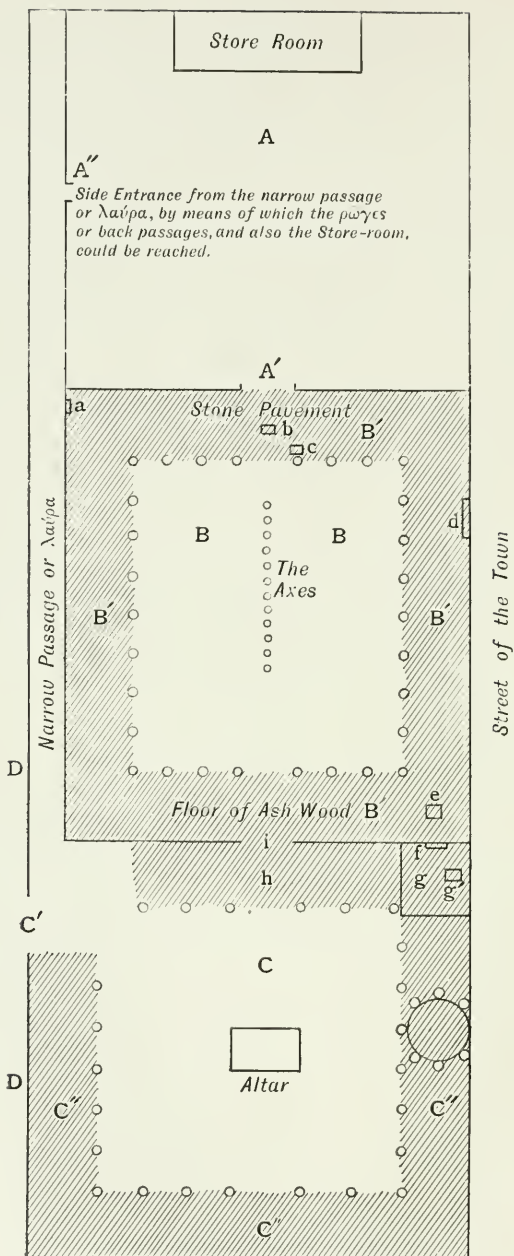 Store Room
A
A″
Side Entrance from the narrow passage
or λαύρα, by means of which the ρωγες
or back passages, and also the Store-room,
could be reached.
A′
a
Stone Pavement
b
B′
c
d
B
B
The
Axes
B′
B′
Narrow Passage or λαύρα
Street of the Town
D
e
Floor of Ash Wood B′
i
f
h
g
g′
C′
C
Altar
D
C″
C″
C″